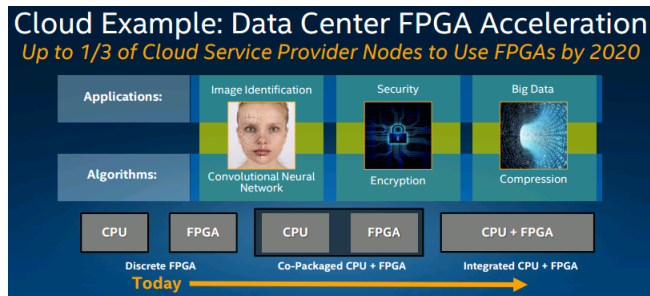 Cloud Example: Data Center FPGA Acceleration
Up to 1/3 of Cloud Service Provider Nodes to Use FPGAs by 2020
Applications:
Image Identification
Security
Big Data
Algorithms:
Convolutional Neural
Network
Encryption
Compression
CPU
FPGA
CPU
FPGA
CPU + FPGA
Discrete FPGA
Co-Packaged CPU + FPGA
Integrated CPU + FPGA
Today